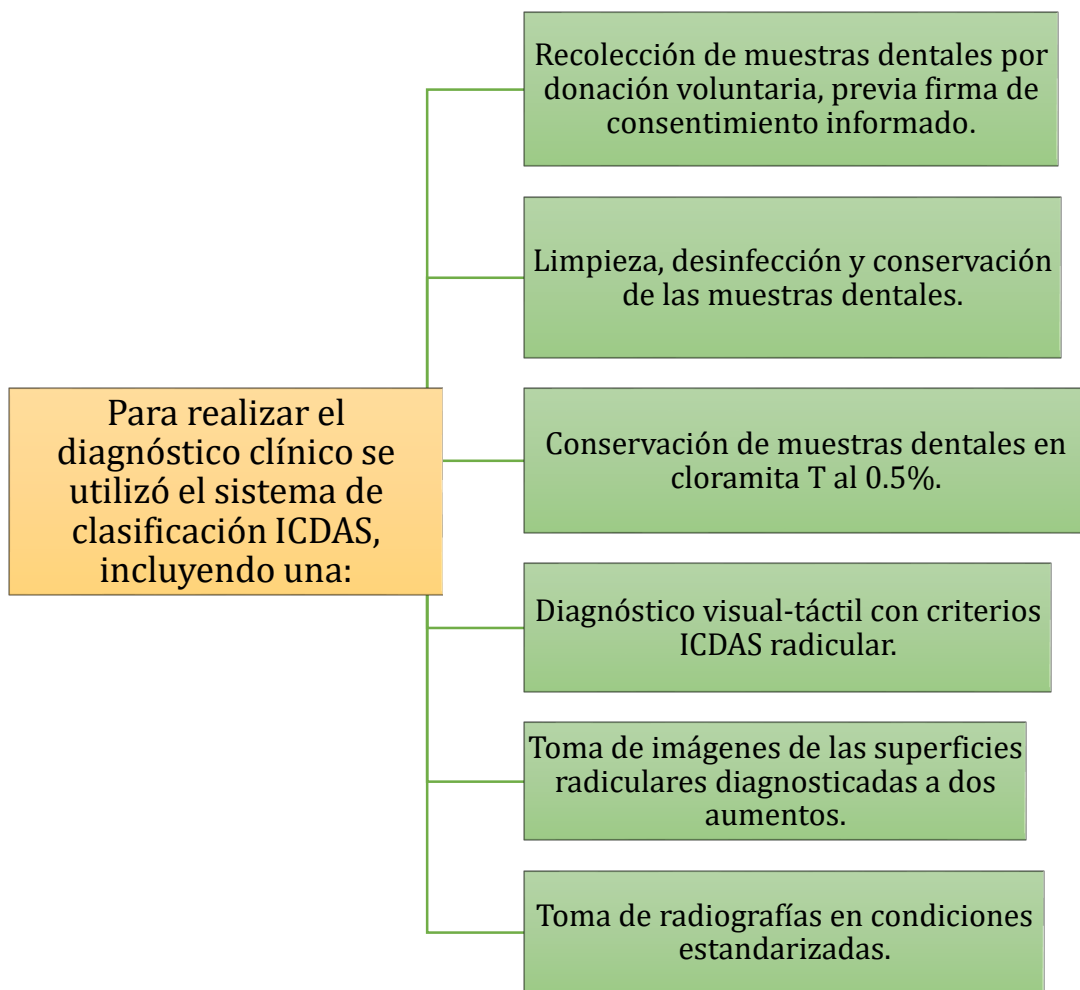 Recolección de muestras dentales por
donación voluntaria, previa firma de
consentimiento informado.
Limpieza, desinfección y conservación
de las muestras dentales.
Para realizar el
diagnóstico clínico se
utilizó el sistema de
clasificación ICDAS,
incluyendo una:
Conservación de muestras dentales en
cloramita T al 0.5%.
Diagnóstico visual-táctil con criterios
ICDAS radicular.
Toma de imágenes de las superficies
radiculares diagnosticadas a dos
aumentos.
Toma de radiografías en condiciones
estandarizadas.